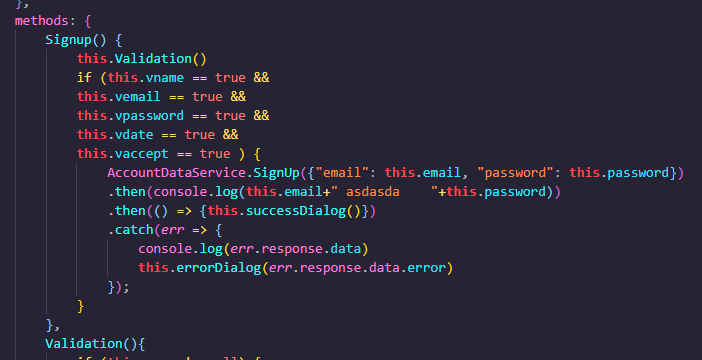 },
methods: {
Signup() {
this.Validation()
if (this.vname == true &&
this.vemail == true &&
this.vpassword == true &&
this.vdate == true &&
this.vaccept == true ) {
AccountDataService.SignUp({"email": this.email, "password": this.password})
.then(console.log(this.email+" asdasda    "+this.password))
.then(() => {this.successDialog()})
.catch(err => {
console.log(err.response.data)
this.errorDialog(err.response.data.error)
});
}
},
Validation(){